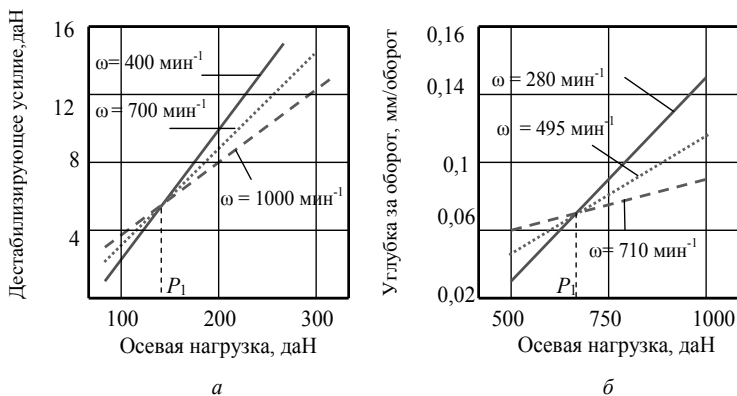 Дестабилизирующее усилие,даН
16
12
8
4
ω= 400 мин-1
ω= 700 мин-1
ω = 1000 мин-1
P1
100 200 300
Осевая нагрузка, даН
а
Углубка за оборот, мм/оборот
0,16
0,14
0,1
0,06
0,02
ω = 280 мин-1
ω = 495 мин-1
ω= 710 мин-1
P1
500 750 1000
Осевая нагрузка, даН
б